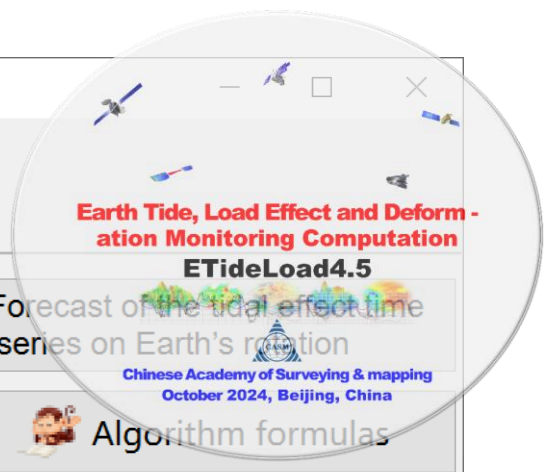 Earth Tide, Load Effect and Deform -
ation Monitoring Computation
ETideLoad4.5
Forecast of the tidal effect time
series on Earth's rotation
CASM
Chinese Academy of Surveying & mapping
October 2024, Beijing, China
Algorithm formulas